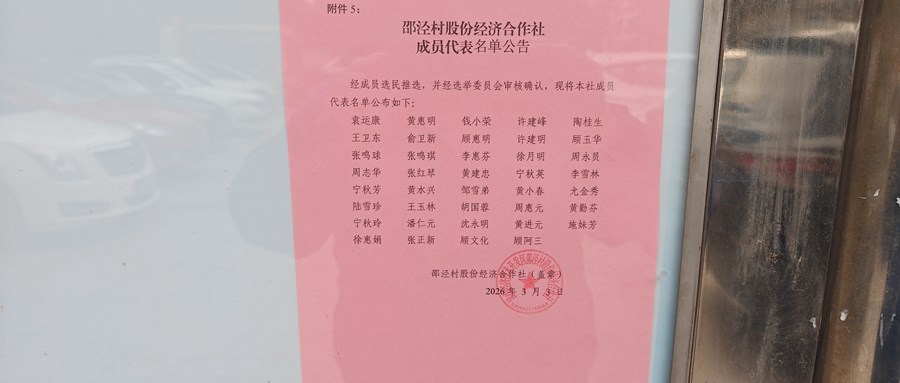 附件 5：
邵泾村股份经济合作社
成员代表名单公告
经成员选民推选，并经选举委员会审核确认，现将本社成员
代表名单公布如下：
袁运康 黄惠明 钱小荣 许建峰 陶桂生
王卫东 俞卫新 顾惠明 许建明 顾玉华
张鸣球 张鸣琪 李惠芬 徐月明 周永员
周志华 张红琴 黄建忠 宁秋英 李雪林
宁秋芳 黄水兴 邹雪弟 黄小春 尤金秀
陆雪珍 王玉林 胡国蓉 周惠元 黄勤芬
宁秋玲 潘仁元 沈永明 黄进元 施妹芳
徐惠娟 张正新 顾文化 顾阿三
邵泾村股份经济合作社（盖章）
2026 年 3 月 3 日